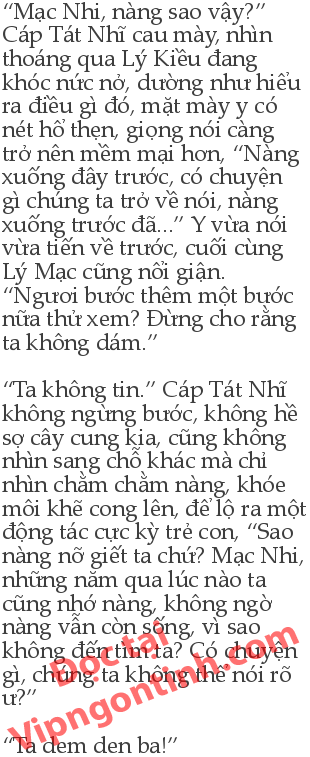 “Mạc Nhi, nàng sao vậy?”
Cáp Tát Nhĩ cau mày, nhìn
thoáng qua Lý Kiều đang
khóc nức nở, dường như hiểu
ra điều gì đó, mặt mày y có
nét hổ thẹn, giọng nói càng
trở nên mềm mại hơn, “Nàng
xuống đây trước, có chuyện
gì chúng ta trở về nói, nàng
xuống trước đã...” Y vừa nói
vừa tiến về trước, cuối cùng
Lý Mạc cũng nổi giận.
“Ngươi bước thêm một bước
nữa thử xem? Đừng cho rằng
ta không dám.”

“Ta không tin.” Cáp Tát Nhĩ
không ngừng bước, không hề
sợ cây cung kia, cũng không
nhìn sang chỗ khác mà chỉ
nhìn chằm chằm nàng, khóe
môi khẽ cong lên, để lộ ra một
động tác cực kỳ trẻ con, “Sao
nàng nỡ giết ta chứ? Mạc Nhi,
những năm qua lúc nào ta
cũng nhớ nàng, không ngờ
nàng vẫn còn sống, vì sao
không đến tìm ta? Có chuyện
gì, chúng ta không thể nói rõ
ư?”

“Ta dem den ba!”
Đọc tại
Vipngontinh.com